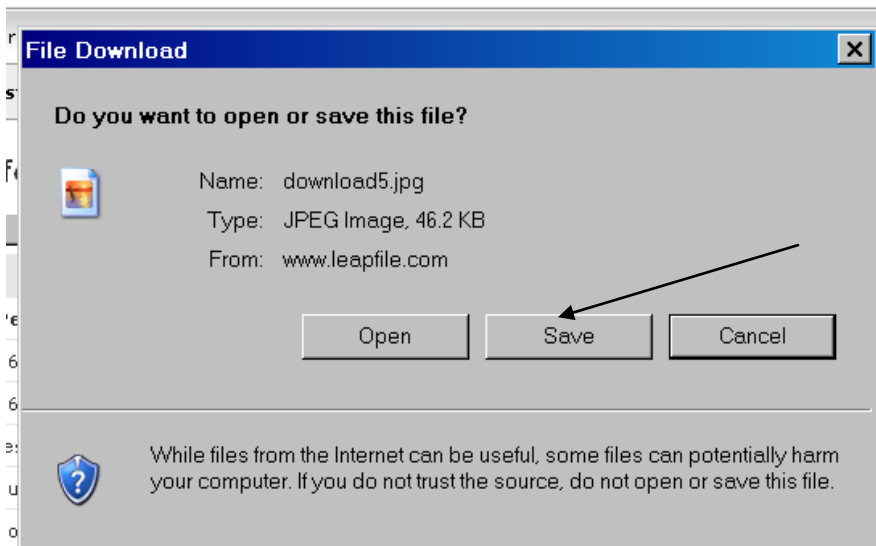 File Download
Do you want to open or save this file?
Name: download5.jpg
Type: JPEG Image, 46.2 KB
From: www.leapfile.com
Open Save Cancel
While files from the Internet can be useful, some files can potentially harm
your computer. If you do not trust the source, do not open or save this file.